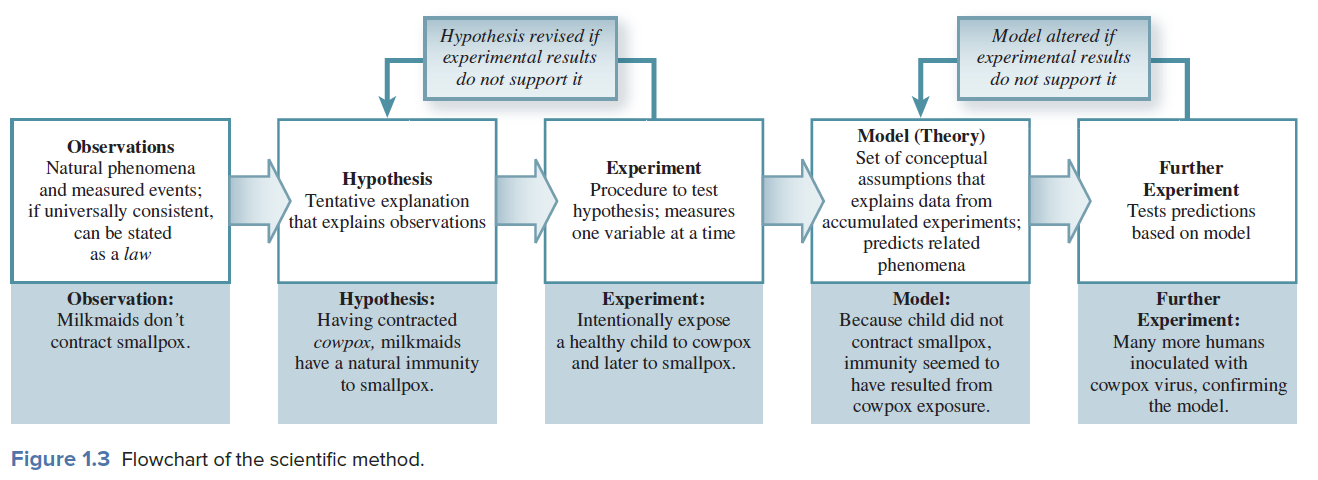 Hypothesis revised if
experimental results
do not support it
Model altered if
experimental results
do not support it
Observations
Natural phenomena
and measured events;
if universally consistent,
can be stated
as a law
Hypothesis
Tentative explanation
that explains observations
Experiment
Procedure to test
hypothesis; measures
one variable at a time
Model (Theory)
Set of conceptual
assumptions that
explains data from
accumulated experiments;
predicts related
phenomena
Further
Experiment
Tests predictions
based on model
Observation:
Milkmaids don’t
contract smallpox.
Hypothesis:
Having contracted
cowpox, milkmaids
have a natural immunity
to smallpox.
Experiment:
Intentionally expose
a healthy child to cowpox
and later to smallpox.
Model:
Because child did not
contract smallpox,
immunity seemed to
have resulted from
cowpox exposure.
Further
Experiment:
Many more humans
inoculated with
cowpox virus, confirming
the model.
Figure 1.3 Flowchart of the scientific method.